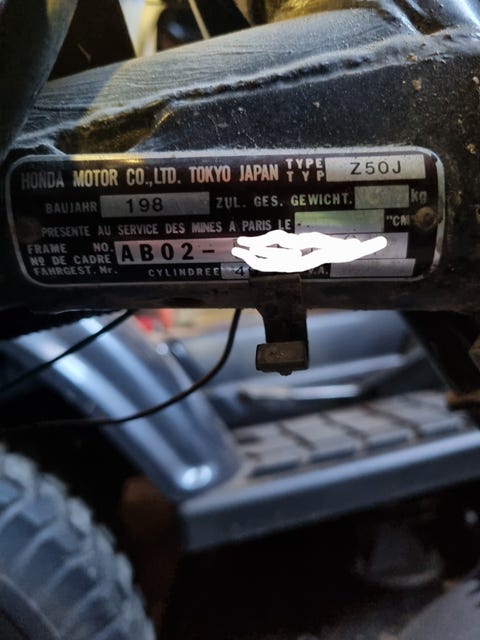 HONDA MOTOR CO., LTD. TOKYO JAPAN TYPE TYP Z50J
BAUJAHR 198 ZUL. GES. GEWICHT. kg
PRESENTE AU SERVICE DES MINES À PARIS LE "CM
FRAME NO.
Nº DE CADRE AB02-
FAHRGEST. Nr. CYLINDREE 4 V.A.